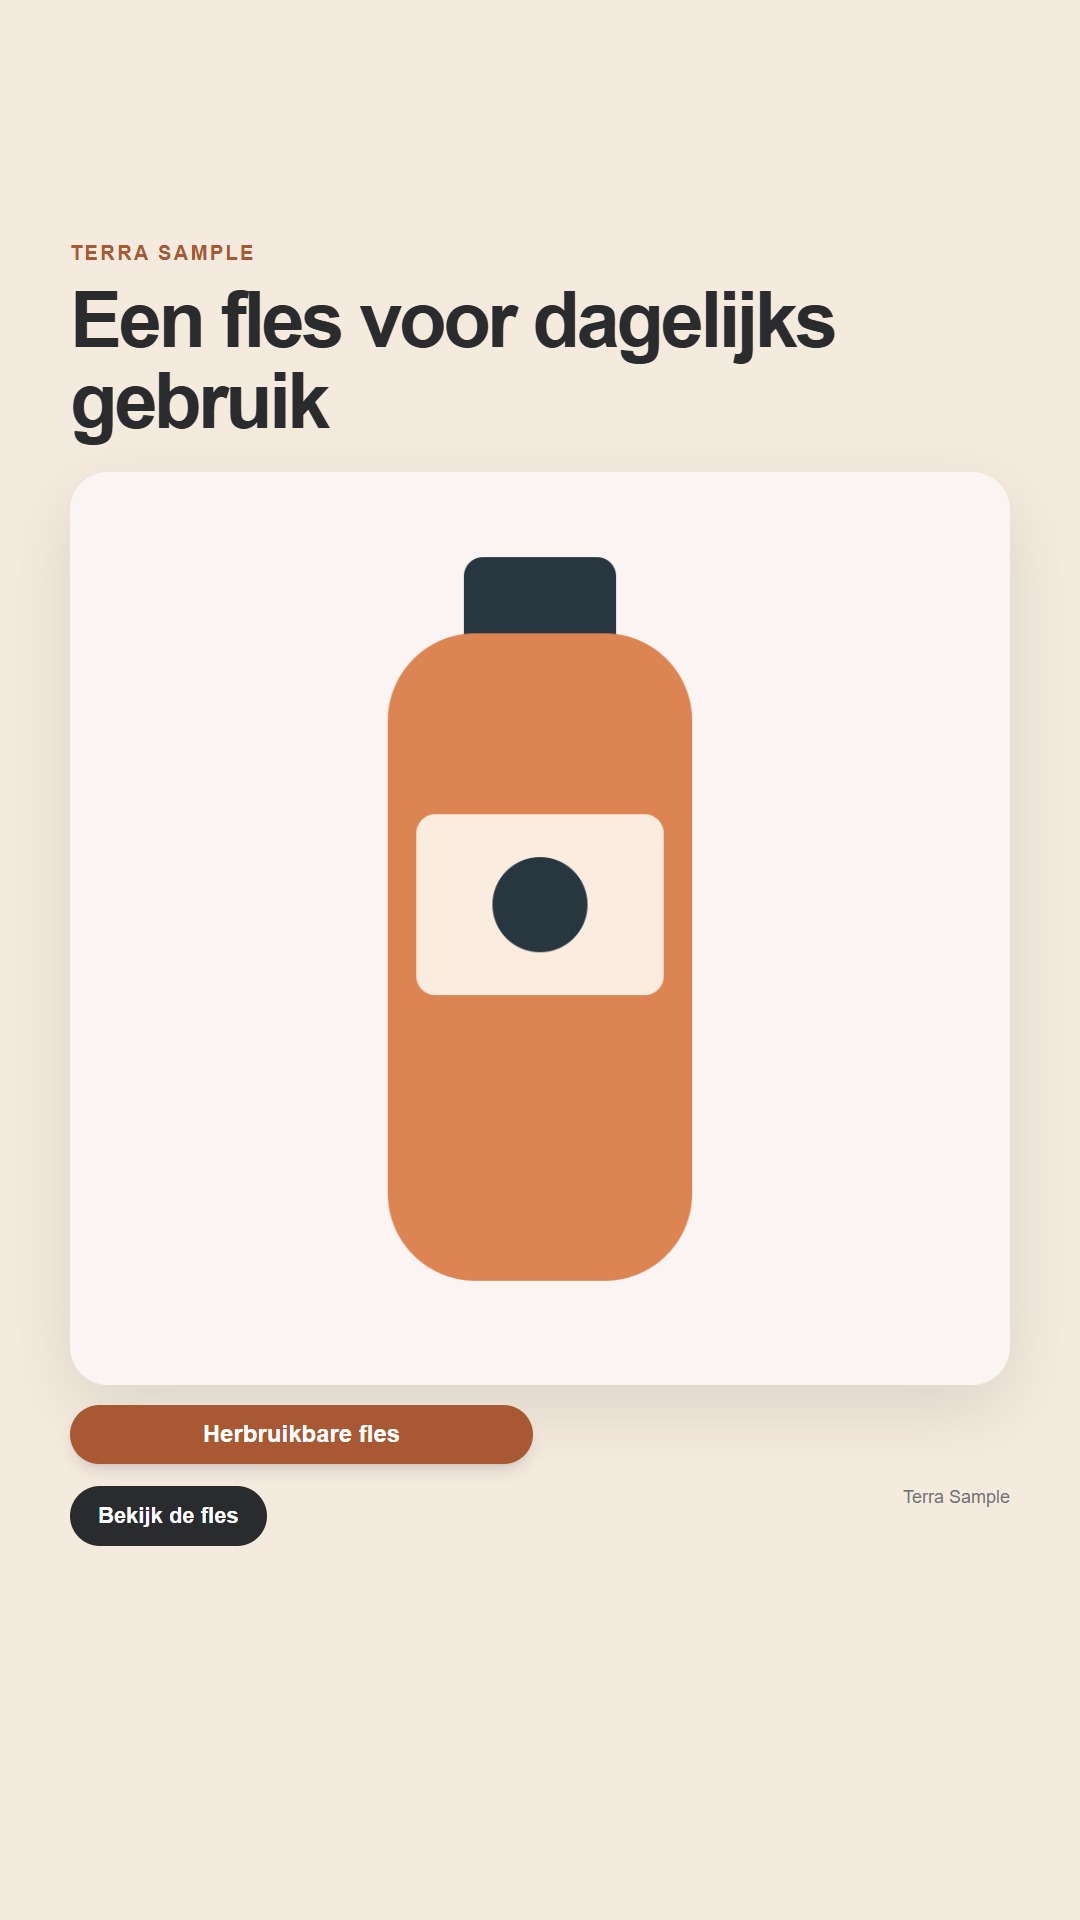 TERRA SAMPLE
Een fles voor dagelijks
gebruik
Herbruikbare fles
Bekijk de fles
Terra Sample